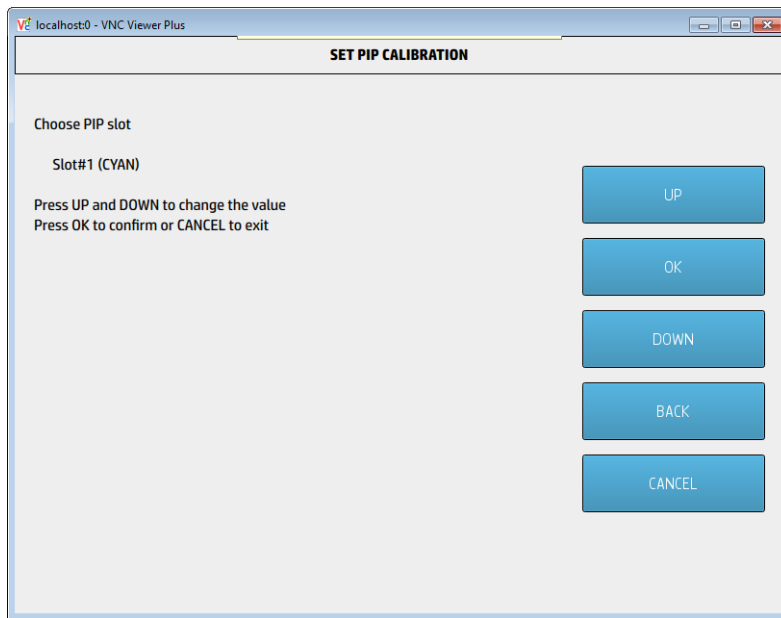 localhost:0 - VNC Viewer Plus
SET PIP CALIBRATION
Choose PIP slot
Slot#1 (CYAN)
Press UP and DOWN to change the value
Press OK to confirm or CANCEL to exit
UP
OK
DOWN
BACK
CANCEL